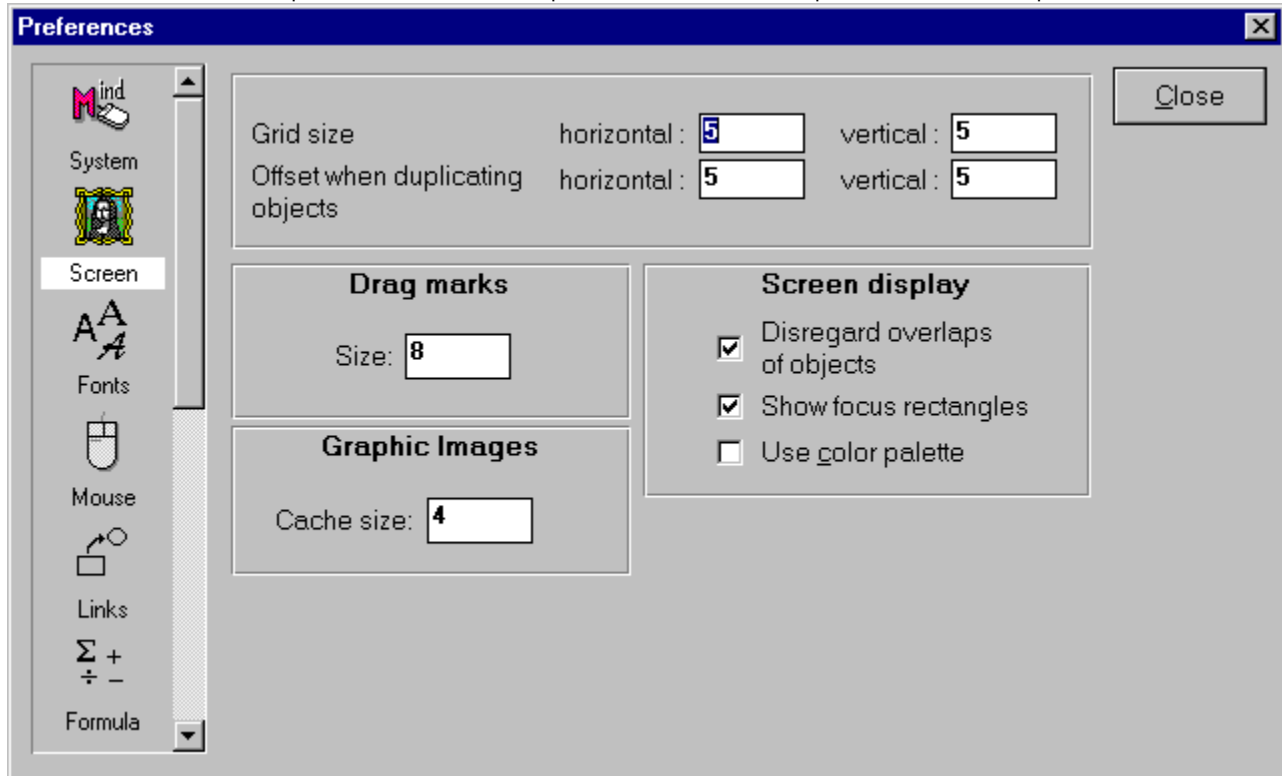 Preferences
Mind
System
Screen
Fonts
Mouse
Links
Formula
Grid size horizontal : 5 vertical : 5
Offset when duplicating objects horizontal : 5 vertical : 5
Close
Drag marks
Size: 8
Graphic Images
Cache size: 4
Screen display
Disregard overlaps
of objects
Show focus rectangles
Use color palette